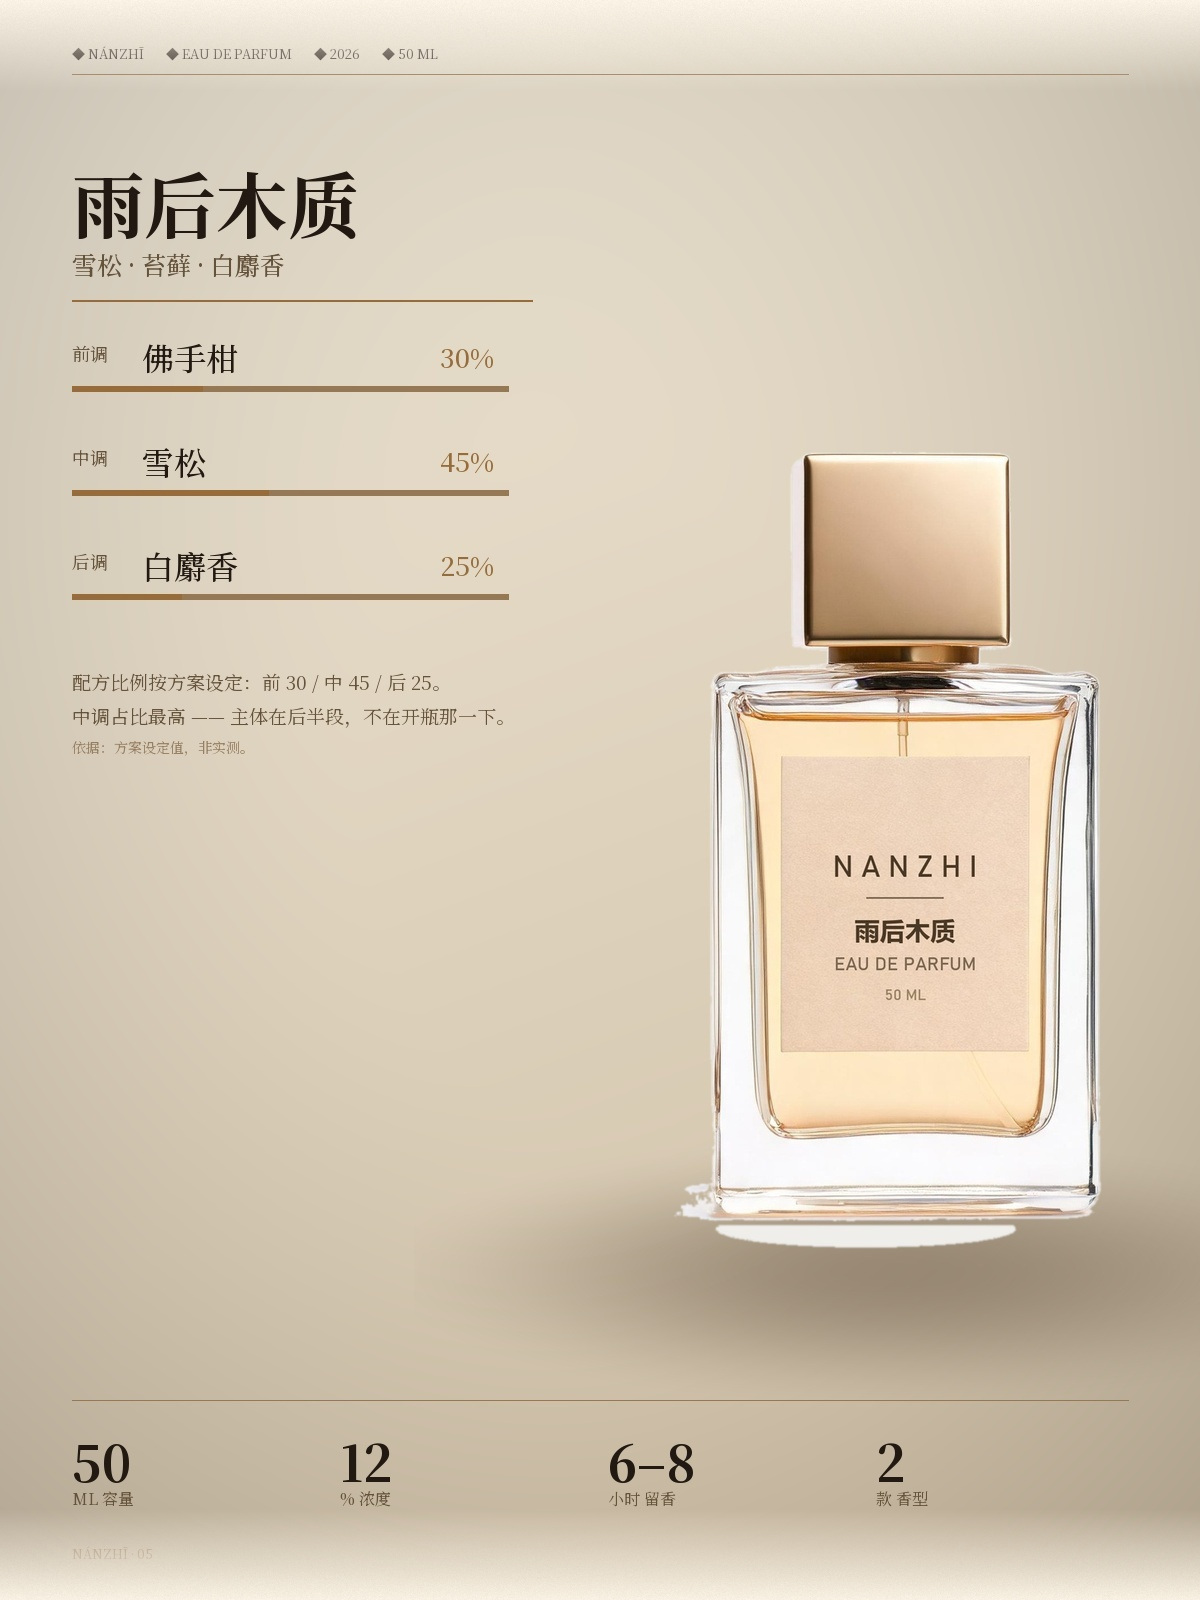 ◆ NÁNZHĪ ◆ EAU DE PARFUM ◆ 2026 ◆ 50 ML
雨后木质
雪松 · 苔藓 · 白麝香
前调 佛手柑 30%
中调 雪松 45%
后调 白麝香 25%
配方比例按方案设定：前 30 / 中 45 / 后 25。
中调占比最高 —— 主体在后半段，不在开瓶那一下。
依据：方案设定值，非实测。
NANZHI
雨后木质
EAU DE PARFUM
50 ML
50 12 6–8 2
ML 容量 % 浓度 小时 留香 款 香型
NÁNZHĪ · 05